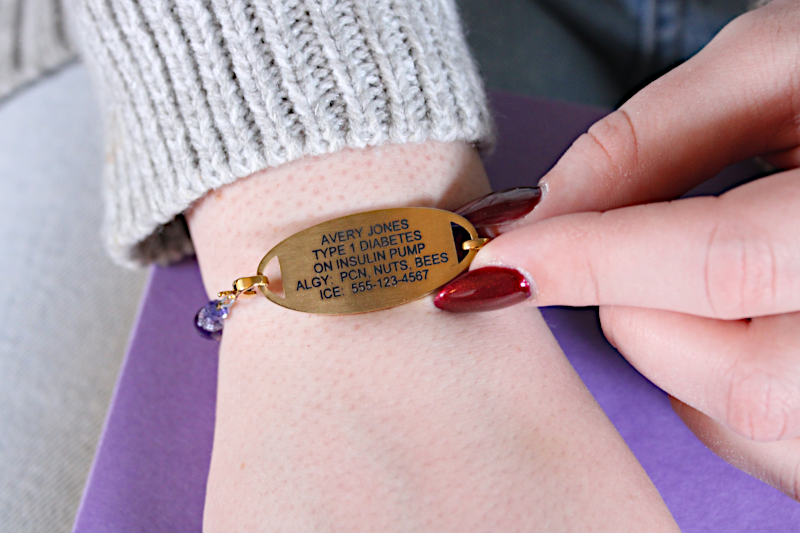 AVERY JONES
TYPE 1 DIABETES
ON INSULIN PUMP
ALGY: PCN, NUTS, BEES
ICE: 555-123-4567